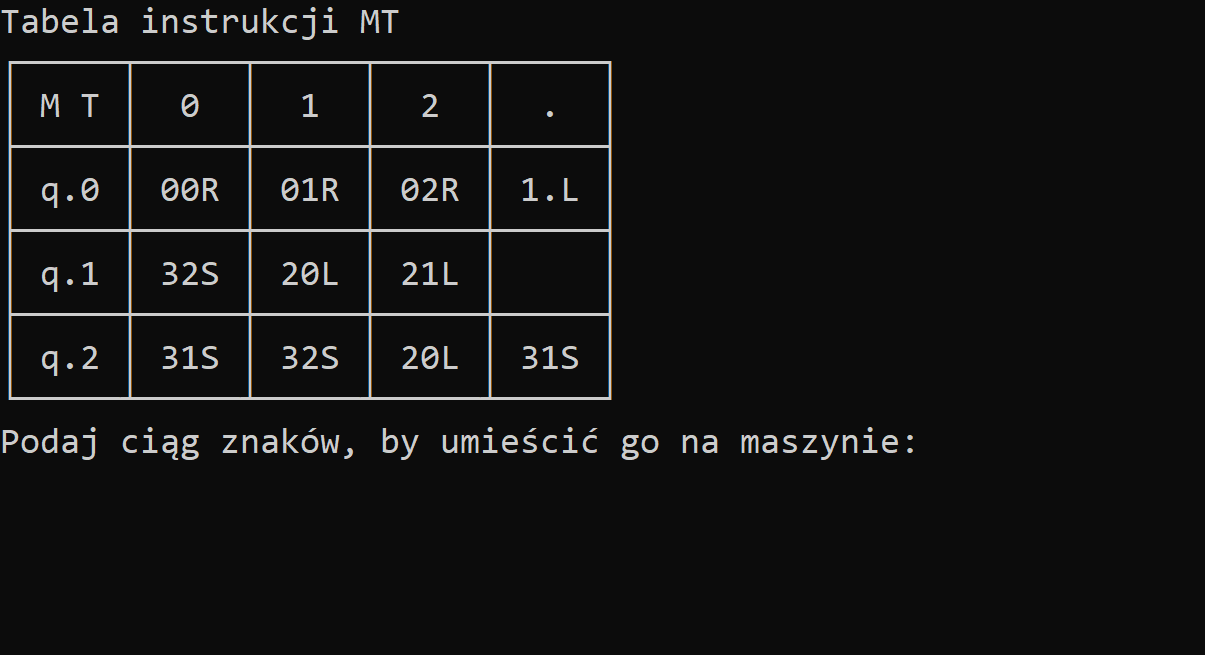 Tabela instrukcji MT
M T 0 1 2 .
q.0 00R 01R 02R 1.L
q.1 32S 20L 21L
q.2 31S 32S 20L 31S
Podaj ciąg znaków, by umieścić go na maszynie: